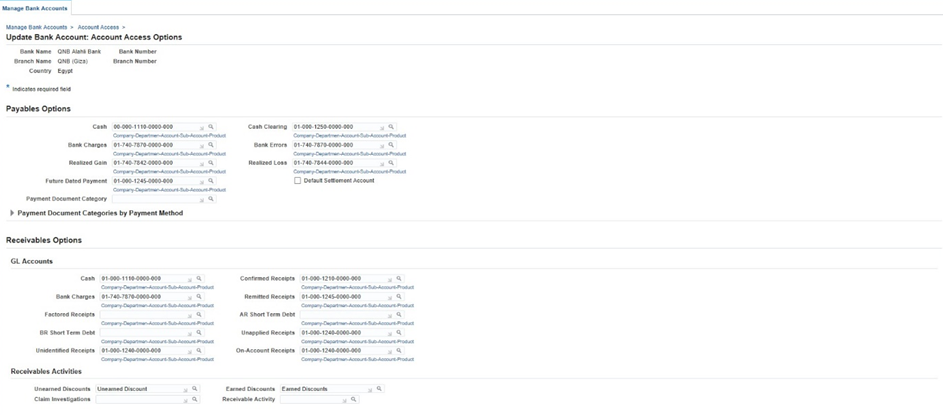 Manage Bank Accounts
Manage Bank Accounts > Account Access >
Update Bank Account: Account Access Options
Bank Name QNB Alahli Bank Bank Number
Branch Name QNB (Giza) Branch Number
Country Egypt
* Indicates required field
Payables Options
Cash 00-000-1110-0000-000 Cash Clearing 01-000-1250-0000-000
Company-Departmen-Account-Sub-Account-Product Company-Departmen-Account-Sub-Account-Product
Bank Charges 01-740-7870-0000-000 Bank Errors 01-740-7870-0000-000
Company-Departmen-Account-Sub-Account-Product Company-Departmen-Account-Sub-Account-Product
Realized Gain 01-740-7842-0000-000 Realized Loss 01-740-7844-0000-000
Company-Departmen-Account-Sub-Account-Product Company-Departmen-Account-Sub-Account-Product
Future Dated Payment 01-000-1245-0000-000 Default Settlement Account
Company-Departmen-Account-Sub-Account-Product
Payment Document Category
Payment Document Categories by Payment Method
Receivables Options
GL Accounts
Cash 01-000-1110-0000-000 Confirmed Receipts 01-000-1210-0000-000
Company-Departmen-Account-Sub-Account-Product Company-Departmen-Account-Sub-Account-Product
Bank Charges 01-740-7870-0000-000 Remitted Receipts 01-000-1245-0000-000
Company-Departmen-Account-Sub-Account-Product Company-Departmen-Account-Sub-Account-Product
Factored Receipts AR Short Term Debt
Company-Departmen-Account-Sub-Account-Product Company-Departmen-Account-Sub-Account-Product
BR Short Term Debt Unapplied Receipts 01-000-1240-0000-000
Company-Departmen-Account-Sub-Account-Product Company-Departmen-Account-Sub-Account-Product
Unidentified Receipts 01-000-1240-0000-000 On-Account Receipts 01-000-1240-0000-000
Company-Departmen-Account-Sub-Account-Product Company-Departmen-Account-Sub-Account-Product
Receivables Activities
Unearned Discounts Unearned Discount Earned Discounts Earned Discounts
Claim Investigations Receivable Activity